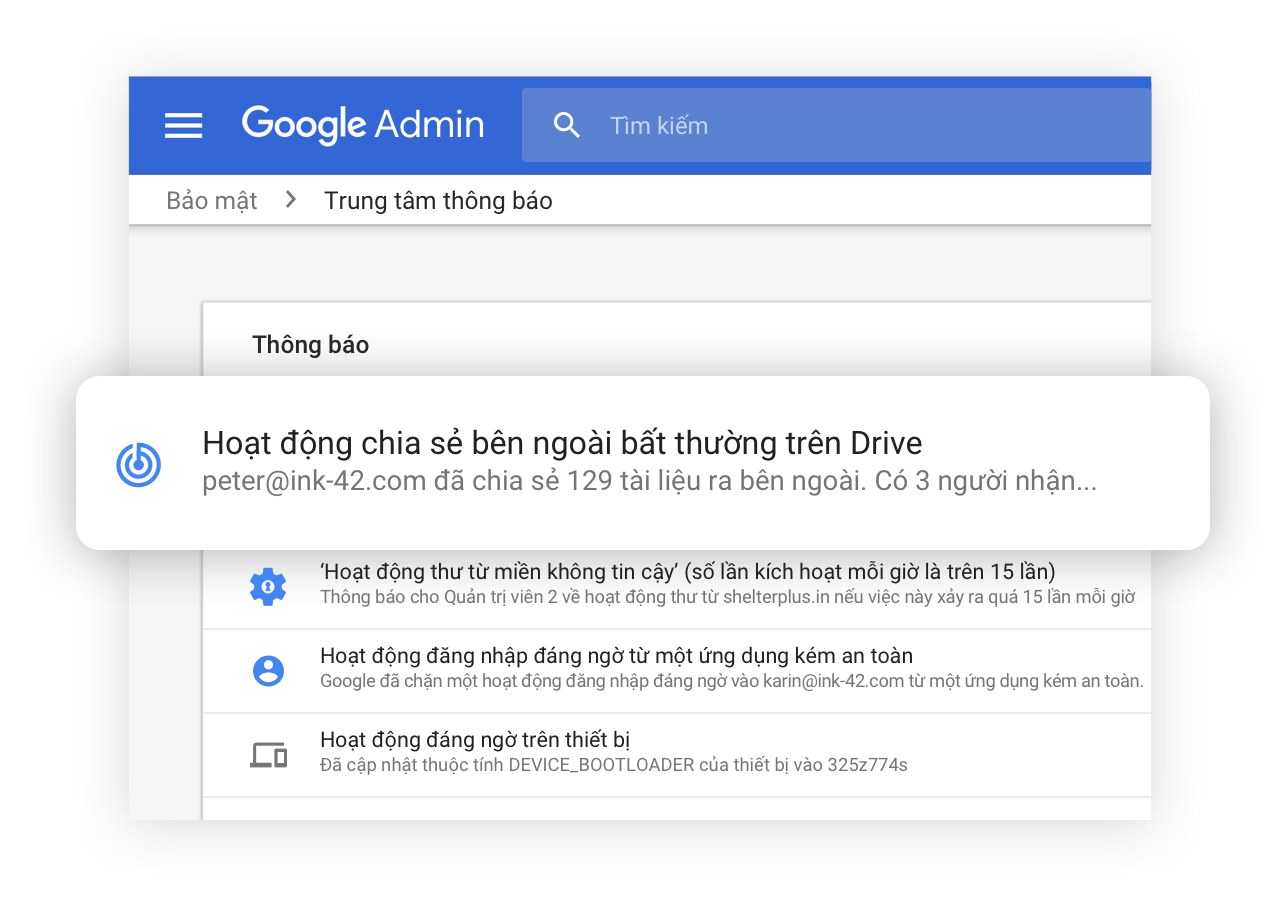 Google Admin
Tìm kiếm
Bảo mật
Trung tâm thông báo
Thông báo
Hoạt động chia sẻ bên ngoài bất thường trên Drive
peter@ink-42.com đã chia sẻ 129 tài liệu ra bên ngoài. Có 3 người nhận...
‘Hoạt động thư từ miền không tin cậy’ (số lần kích hoạt mỗi giờ là trên 15 lần)
Thông báo cho Quản trị viên 2 về hoạt động thư từ shelterplus.in nếu việc này xảy ra quá 15 lần mỗi giờ
Hoạt động đăng nhập đáng ngờ từ một ứng dụng kém an toàn
Google đã chặn một hoạt động đăng nhập đáng ngờ vào karin@ink-42.com từ một ứng dụng kém an toàn.
Hoạt động đáng ngờ trên thiết bị
Đã cập nhật thuộc tính DEVICE_BOOTLOADER của thiết bị vào 325z774s